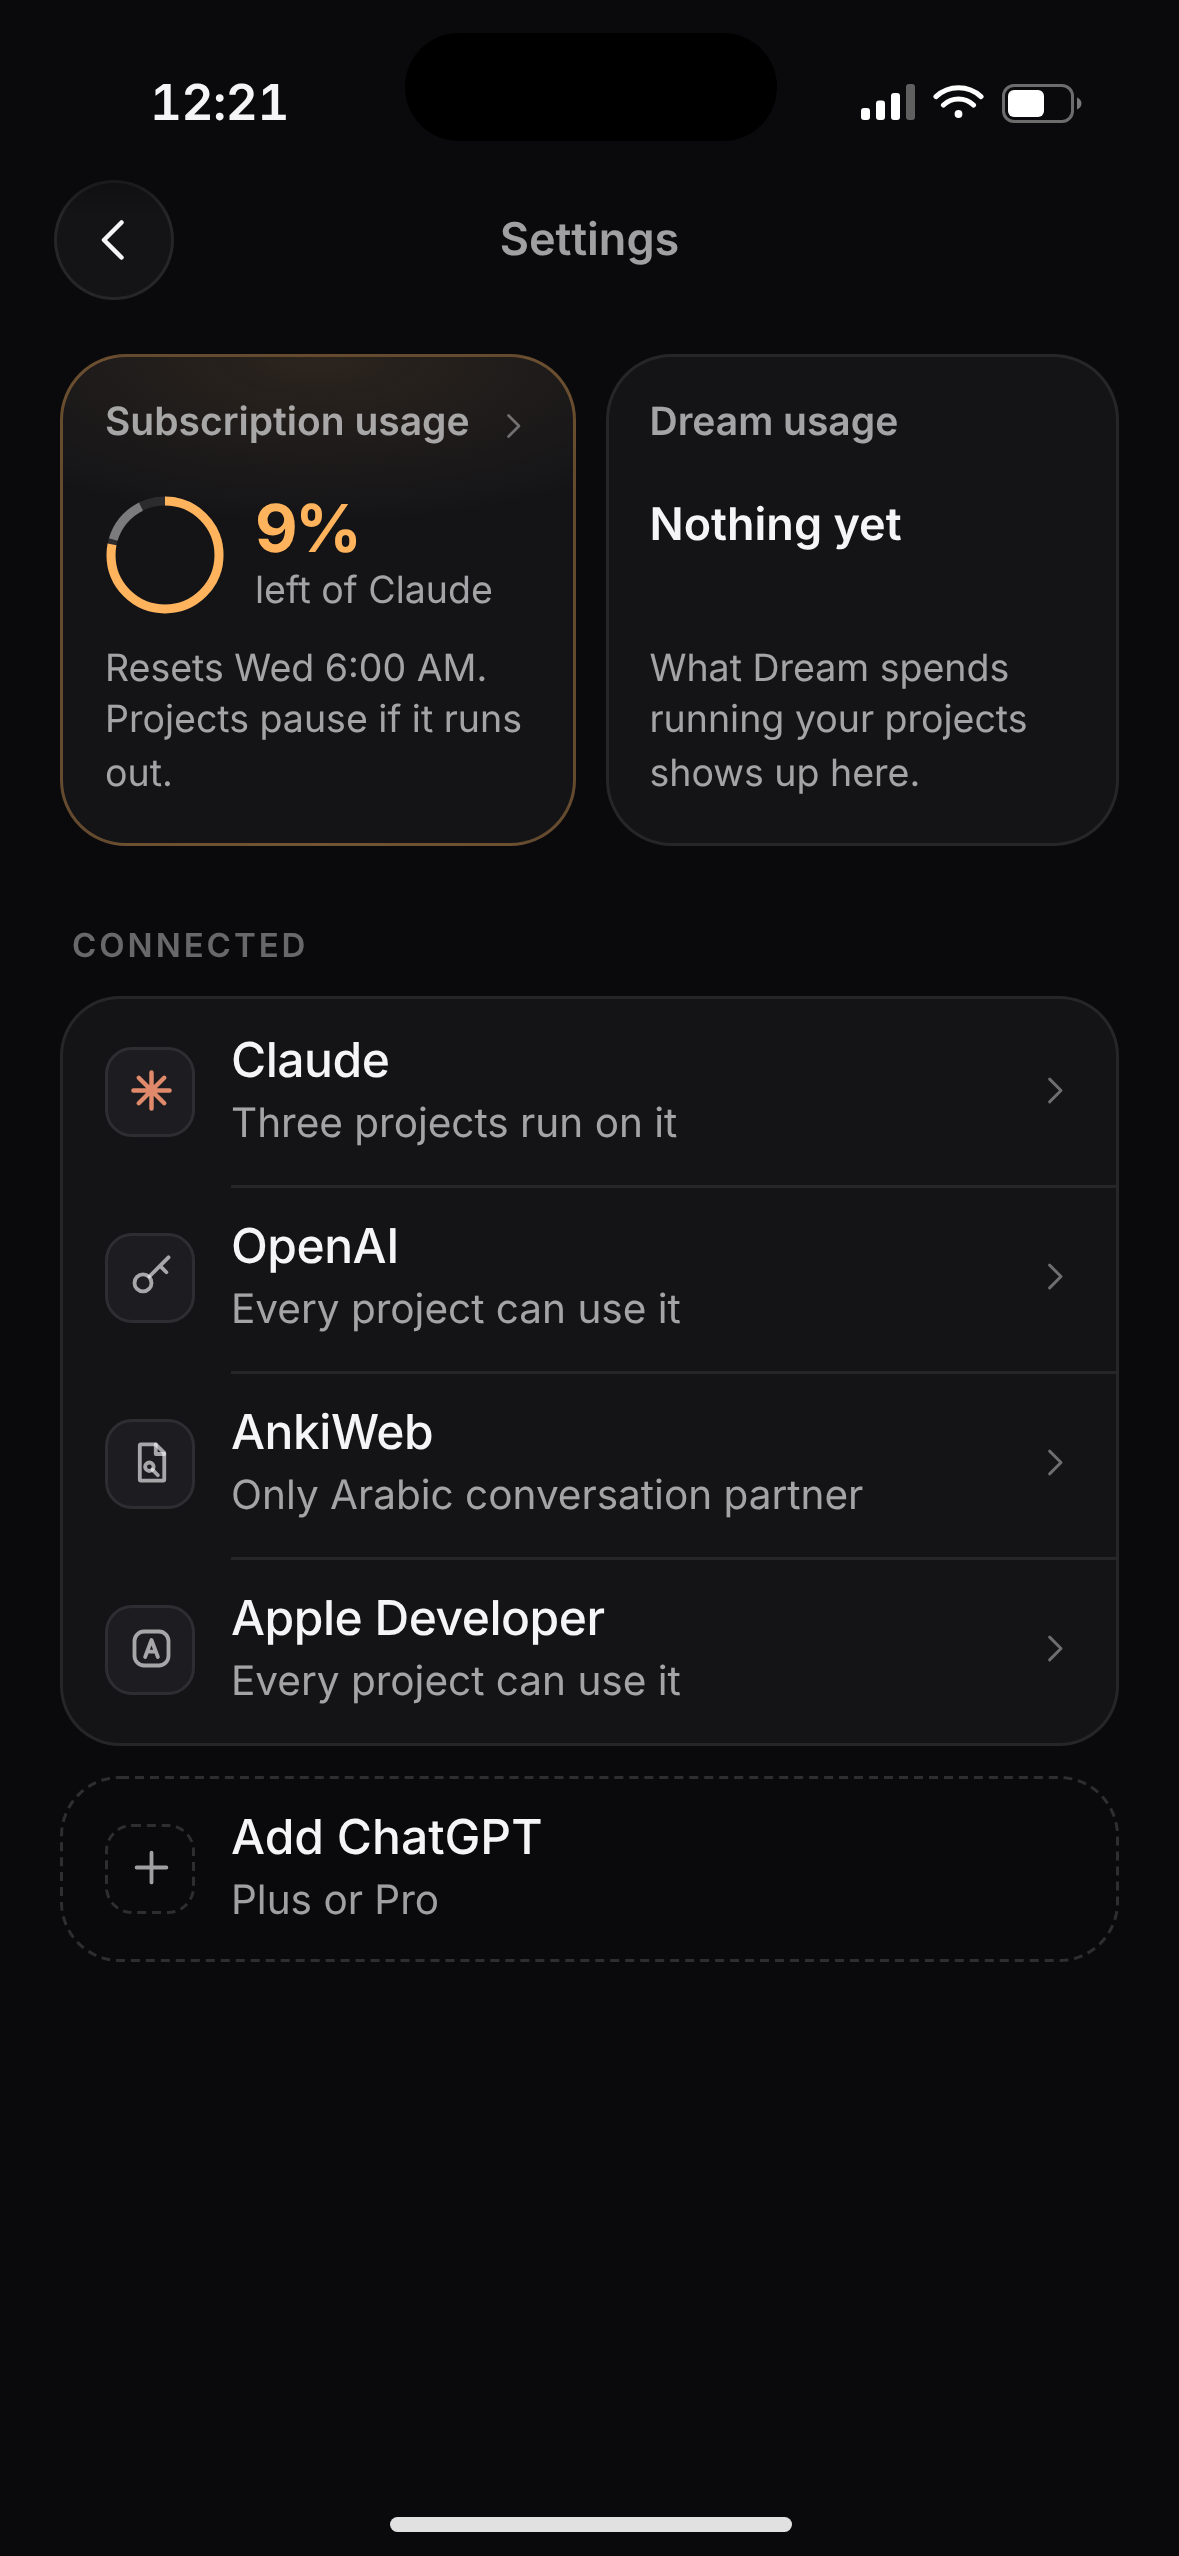 12:21
Settings
Subscription usage
9%
left of Claude
Resets Wed 6:00 AM.
Projects pause if it runs
out.
Dream usage
Nothing yet
What Dream spends
running your projects
shows up here.
CONNECTED
Claude
Three projects run on it
OpenAI
Every project can use it
AnkiWeb
Only Arabic conversation partner
Apple Developer
Every project can use it
Add ChatGPT
Plus or Pro